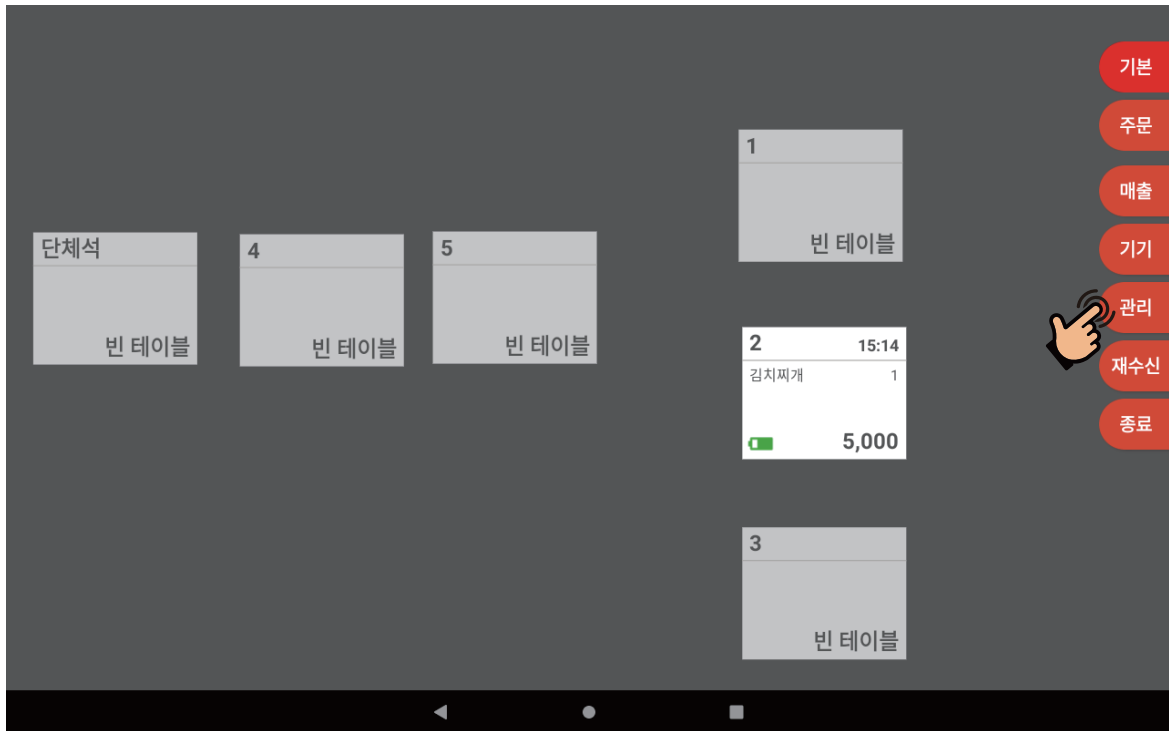 단체석
빈 테이블
4
빈 테이블
5
빈 테이블
1
빈 테이블
2 15:14
김치찌개 1
5,000
3
빈 테이블
기본
주문
매출
기기
관리
재수신
종료